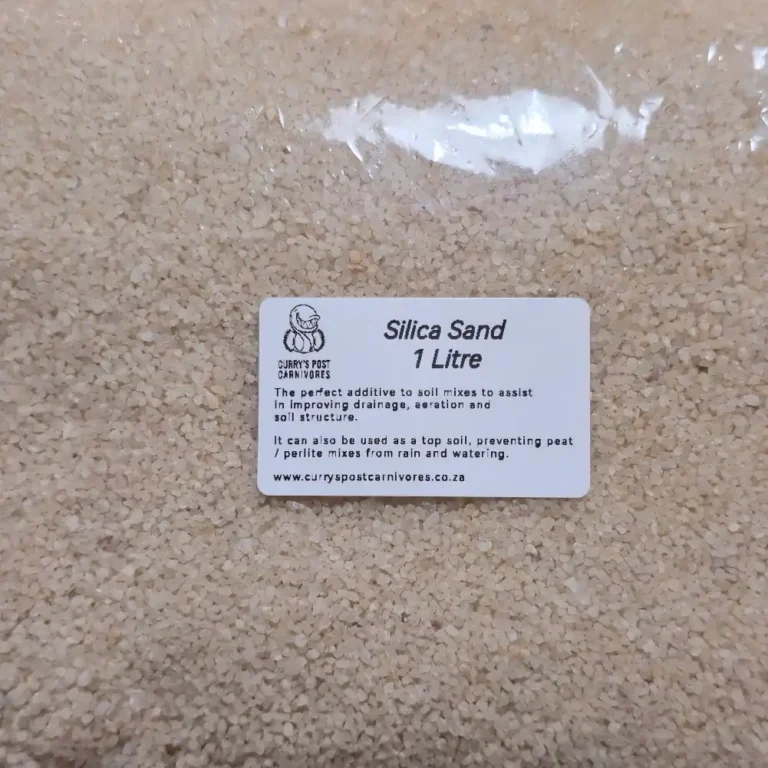 CURRY'S POST
CARNIVORES
Silica Sand
1 Litre
The perfect additive to soil mixes to assist
in improving drainage, aeration and
soil structure.
It can also be used as a top soil, preventing peat
/ perlite mixes from rain and watering.
www.curryspostcarnivores.co.za